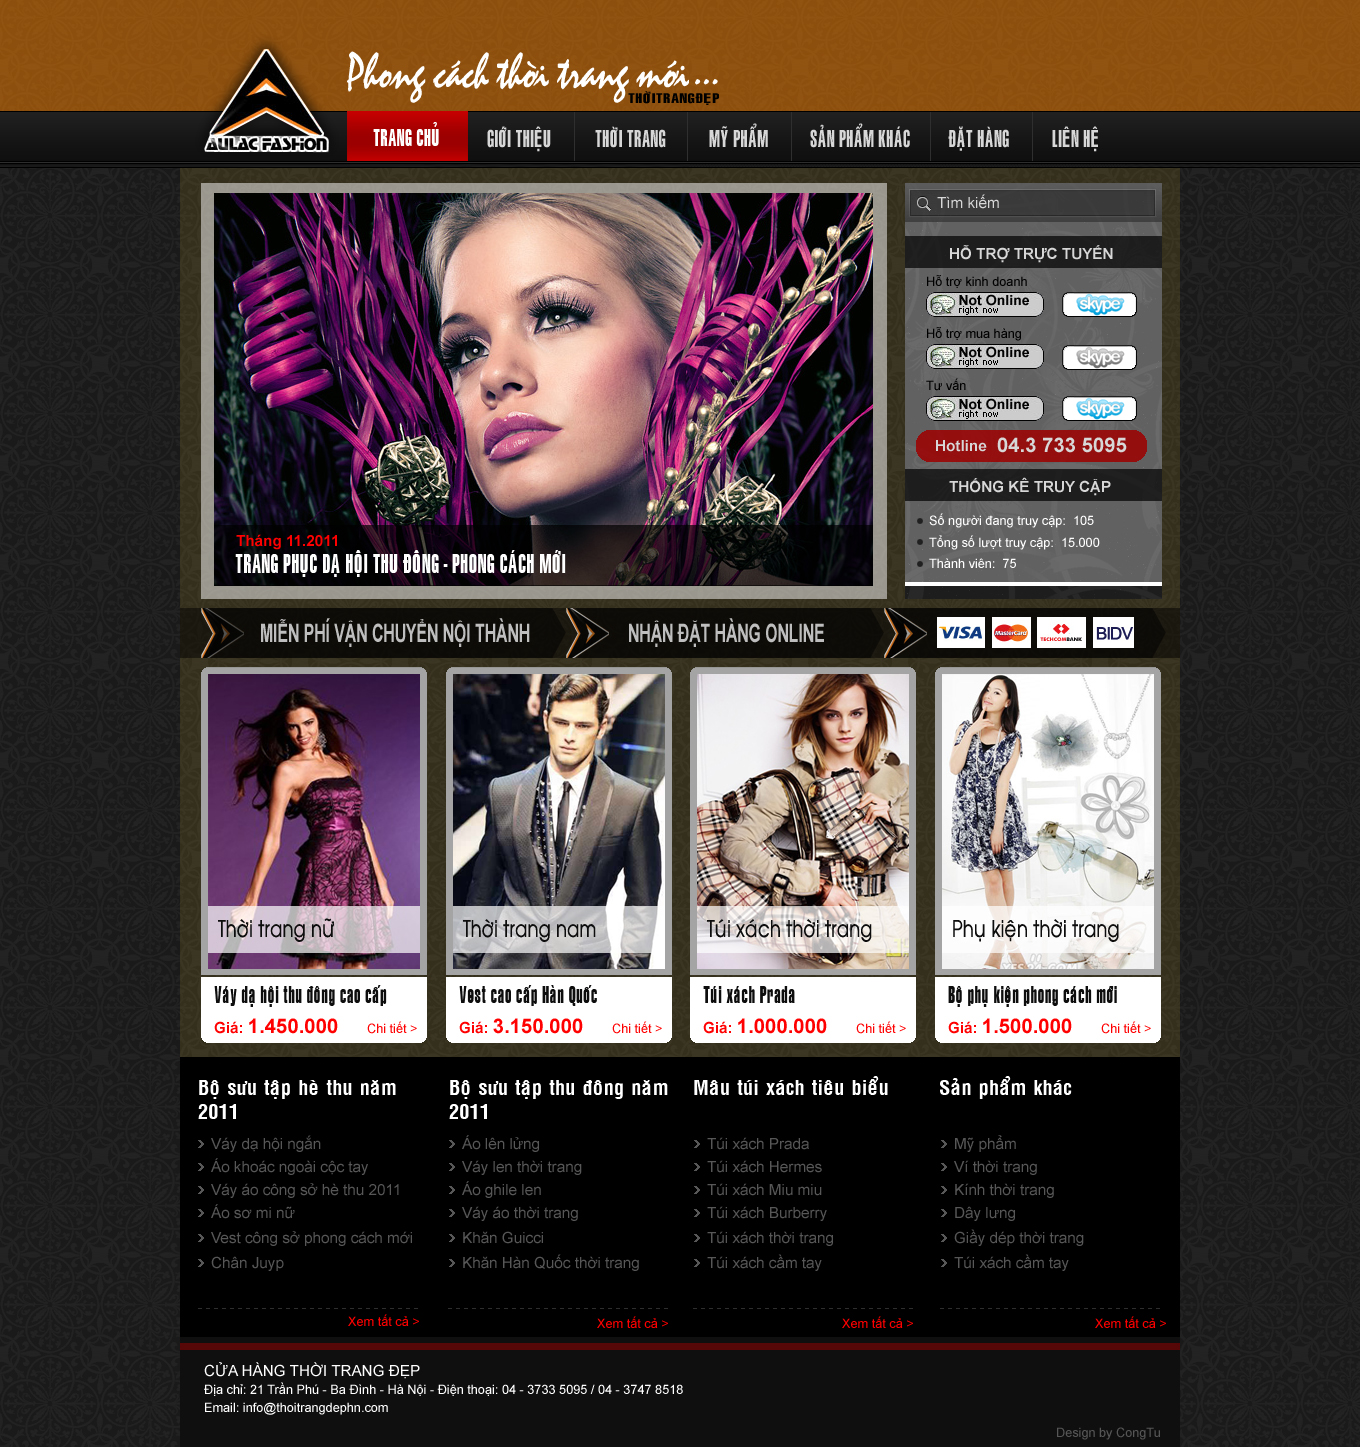 Phong cách thời trang mới...
THỜITRANGĐẸP
AULAC FASHON
TRANG CHỦ
GIỚI THIỆU
THỜI TRANG
MỸ PHẨM
SẢN PHẨM KHÁC
ĐẶT HÀNG
LIÊN HỆ
Tìm kiếm
HỖ TRỢ TRỰC TUYẾN
Hỗ trợ kinh doanh
Not Online
right now
skype
Hỗ trợ mua hàng
Not Online
right now
skype
Tư vấn
Not Online
right now
skype
Hotline 04.3 733 5095
THỐNG KÊ TRUY CẬP
Số người đang truy cập: 105
Tổng số lượt truy cập: 15.000
Thành viên: 75
Tháng 11.2011
TRANG PHỤC DẠ HỘI THU ĐÔNG - PHONG CÁCH MỚI
MIỄN PHÍ VẬN CHUYỂN NỘI THÀNH
NHẬN ĐẶT HÀNG ONLINE
VISA
MasterCard
TECHCOMBANK
BIDV
Thời trang nữ
Váy dạ hội thu đông cao cấp
Giá: 1.450.000
Chi tiết >
Thời trang nam
Vest cao cấp Hàn Quốc
Giá: 3.150.000
Chi tiết >
Túi xách thời trang
Túi xách Prada
Giá: 1.000.000
Chi tiết >
Phụ kiện thời trang
Bộ phụ kiện phong cách mới
Giá: 1.500.000
Chi tiết >
Bộ sưu tập hè thu năm
2011
Váy dạ hội ngắn
Áo khoác ngoài cộc tay
Váy áo công sở hè thu 2011
Áo sơ mi nữ
Vest công sở phong cách mới
Chân Juyp
Xem tất cả >
Bộ sưu tập thu đông năm
2011
Áo lên lửng
Váy len thời trang
Áo ghile len
Váy áo thời trang
Khăn Guicci
Khăn Hàn Quốc thời trang
Xem tất cả >
Mâu túi xách tiêu biểu
Túi xách Prada
Túi xách Hermes
Túi xách Miu miu
Túi xách Burberry
Túi xách thời trang
Túi xách cầm tay
Xem tất cả >
Sản phẩm khác
Mỹ phẩm
Ví thời trang
Kính thời trang
Dây lưng
Giầy dép thời trang
Túi xách cầm tay
Xem tất cả >
CỬA HÀNG THỜI TRANG ĐẸP
Địa chỉ: 21 Trần Phú - Ba Đình - Hà Nội - Điện thoại: 04 - 3733 5095 / 04 - 3747 8518
Email: info@thoitrangdephn.com
Design by CongTu